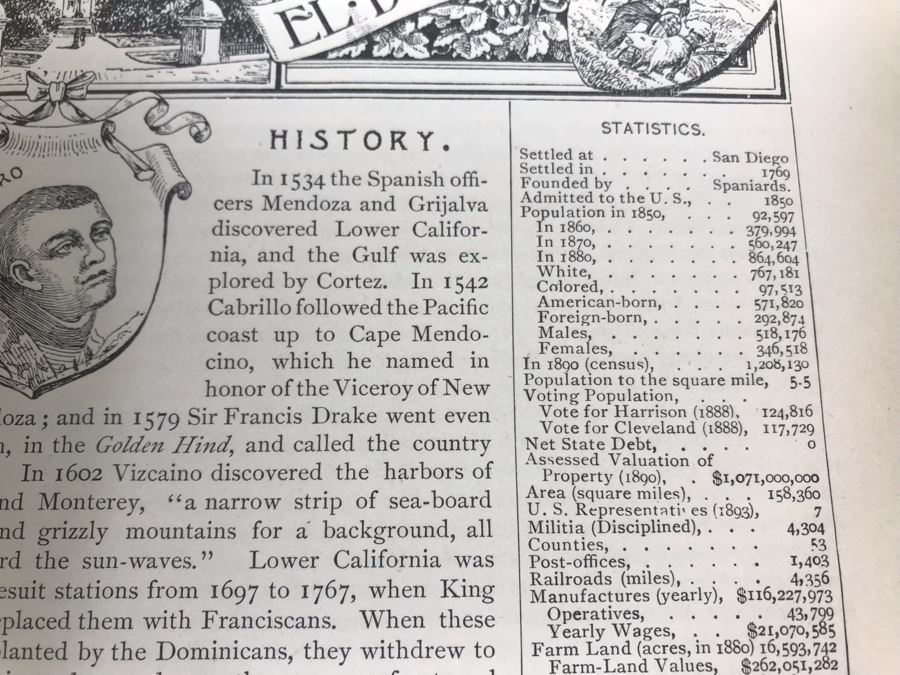 EL
RO
HISTORY.
In 1534 the Spanish offi-
cers Mendoza and Grijalva
discovered Lower Califor-
nia, and the Gulf was ex-
plored by Cortez. In 1542
Cabrillo followed the Pacific
coast up to Cape Mendo-
cino, which he named in
honor of the Viceroy of New
doza; and in 1579 Sir Francis Drake went even
, in the Golden Hind, and called the country
In 1602 Vizcaino discovered the harbors of
nd Monterey, “a narrow strip of sea-board
nd grizzly mountains for a background, all
rd the sun-waves.” Lower California was
esuit stations from 1697 to 1767, when King
eplaced them with Franciscans. When these
planted by the Dominicans, they withdrew to
STATISTICS.
Settled at . . . . . . San Diego
Settled in . . . . . . 1769
Founded by . . . . Spaniards.
Admitted to the U. S., . . 1850
Population in 1850, . . . 92,597
In 1860, . . . . . . . 379,994
In 1870, . . . . . . . 560,247
In 1880, . . . . . . . 864,604
White, . . . . . . . 767,181
Colored, . . . . . . . 97,513
American-born, . . . . 571,820
Foreign-born, . . . . . 292,874
Males, . . . . . . . 518,176
Females, . . . . . . 346,518
In 1890 (census), . . . . 1,208,130
Population to the square mile, 5.5
Voting Population, . . . .
Vote for Harrison (1888), 124,816
Vote for Cleveland (1888), 117,729
Net State Debt, . . . . . 0
Assessed Valuation of
Property (1890), . $1,071,000,000
Area (square miles), . . . 158,360
U. S. Representatives (1893), 7
Militia (Disciplined), . . . 4,304
Counties, . . . . . . . 53
Post-offices, . . . . . . 1,403
Railroads (miles), . . . . 4,356
Manufactures (yearly), $116,227,973
Operatives, . . . . . 43,799
Yearly Wages, . . $21,070,585
Farm Land (acres, in 1880) 16,593,742
Farm-Land Values, $262,051,282